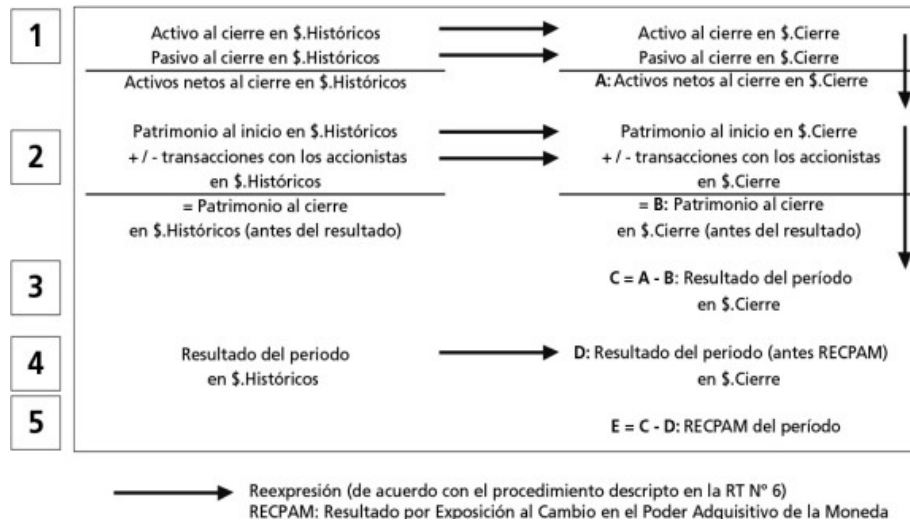 1
Activo al cierre en $.Históricos Activo al cierre en $.Cierre
Pasivo al cierre en $.Históricos Pasivo al cierre en $.Cierre
Activos netos al cierre en $.Históricos A: Activos netos al cierre en $.Cierre
2
Patrimonio al inicio en $.Históricos Patrimonio al inicio en $.Cierre
+ / - transacciones con los accionistas + / - transacciones con los accionistas
en $.Históricos en $.Cierre
= Patrimonio al cierre = B: Patrimonio al cierre
en $.Históricos (antes del resultado) en $.Cierre (antes del resultado)
3
C = A - B: Resultado del período
en $.Cierre
4
Resultado del periodo D: Resultado del periodo (antes RECPAM)
en $.Históricos en $.Cierre
5
E = C - D: RECPAM del período
Reexpresión (de acuerdo con el procedimiento descripto en la RT Nº 6)
RECPAM: Resultado por Exposición al Cambio en el Poder Adquisitivo de la Moneda